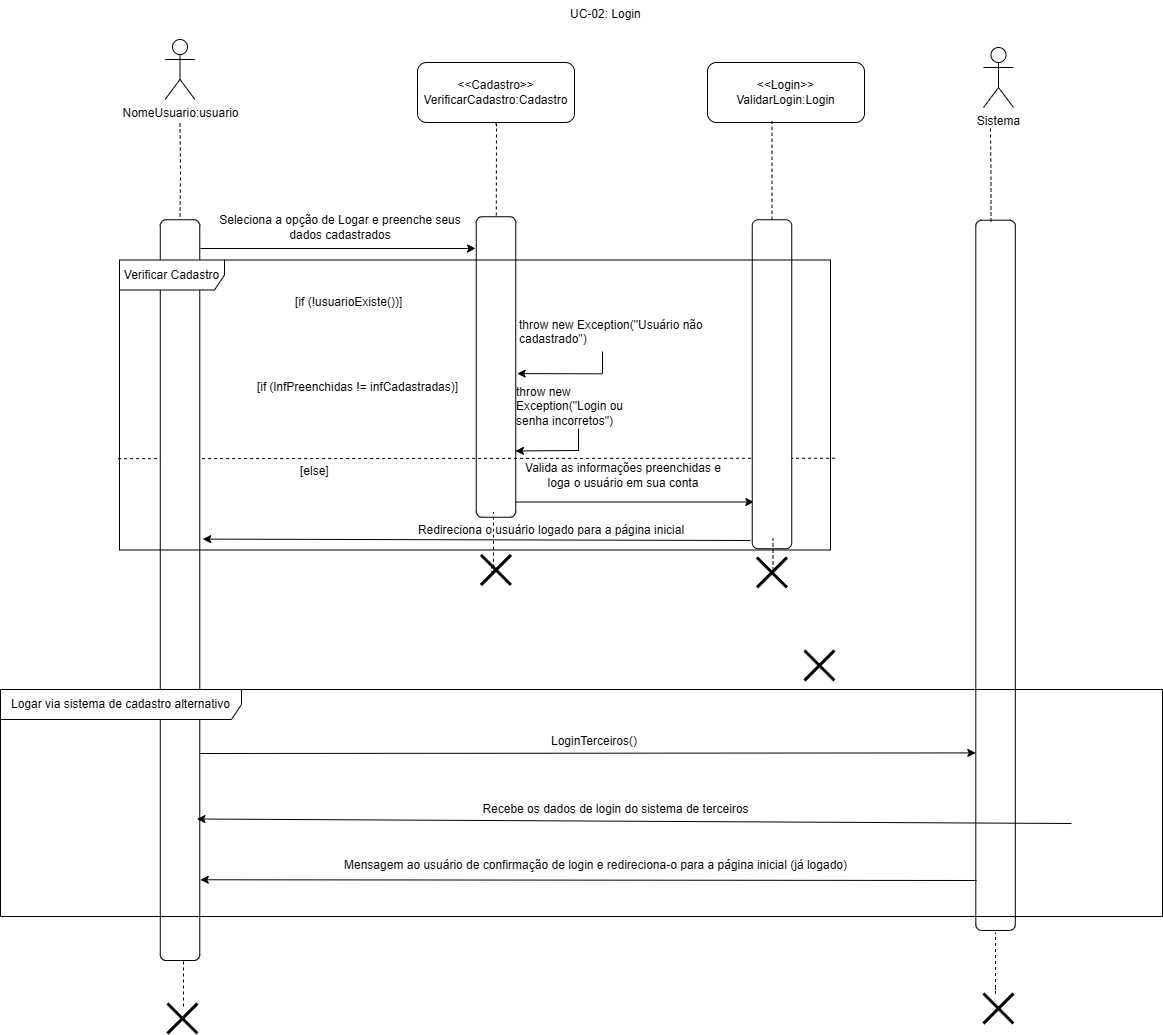 UC-02: Login
NomeUsuario:usuario
<<Cadastro>>
VerificarCadastro:Cadastro
<<Login>>
ValidarLogin:Login
Sistema
Seleciona a opção de Logar e preenche seus
dados cadastrados
Verificar Cadastro
[if (!usuarioExiste())]
throw new Exception("Usuário não
cadastrado")
[if (InfPreenchidas != infCadastradas)]
throw new
Exception("Login ou
senha incorretos")
[else]
Valida as informações preenchidas e
loga o usuário em sua conta
Redireciona o usuário logado para a página inicial
Logar via sistema de cadastro alternativo
LoginTerceiros()
Recebe os dados de login do sistema de terceiros
Mensagem ao usuário de confirmação de login e redireciona-o para a página inicial (já logado)